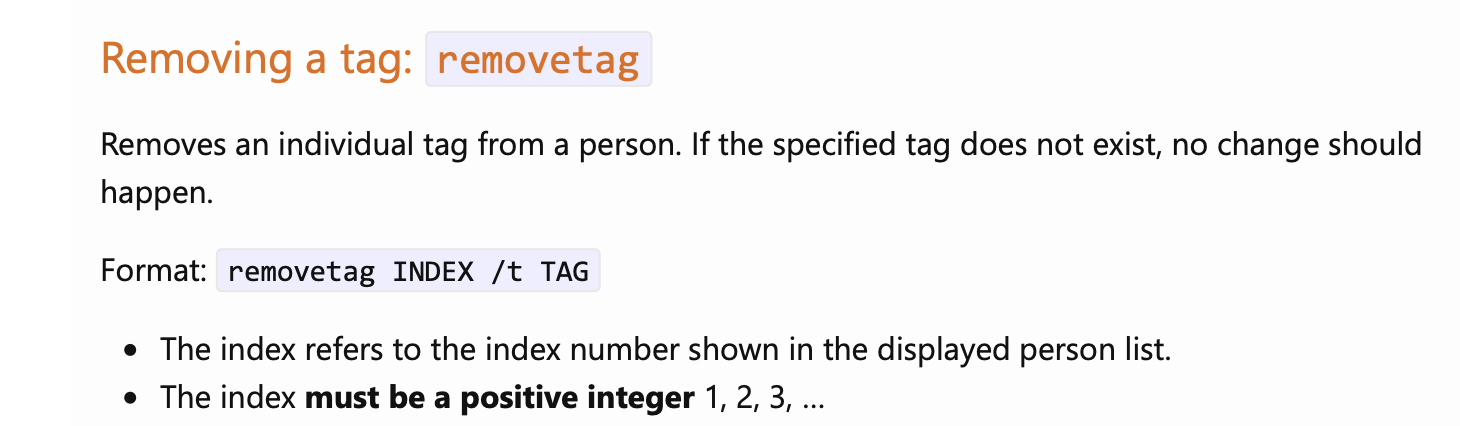 Removing a tag: removetag
Removes an individual tag from a person. If the specified tag does not exist, no change should
happen.
Format: removetag INDEX /t TAG
• The index refers to the index number shown in the displayed person list.
• The index must be a positive integer 1, 2, 3, …